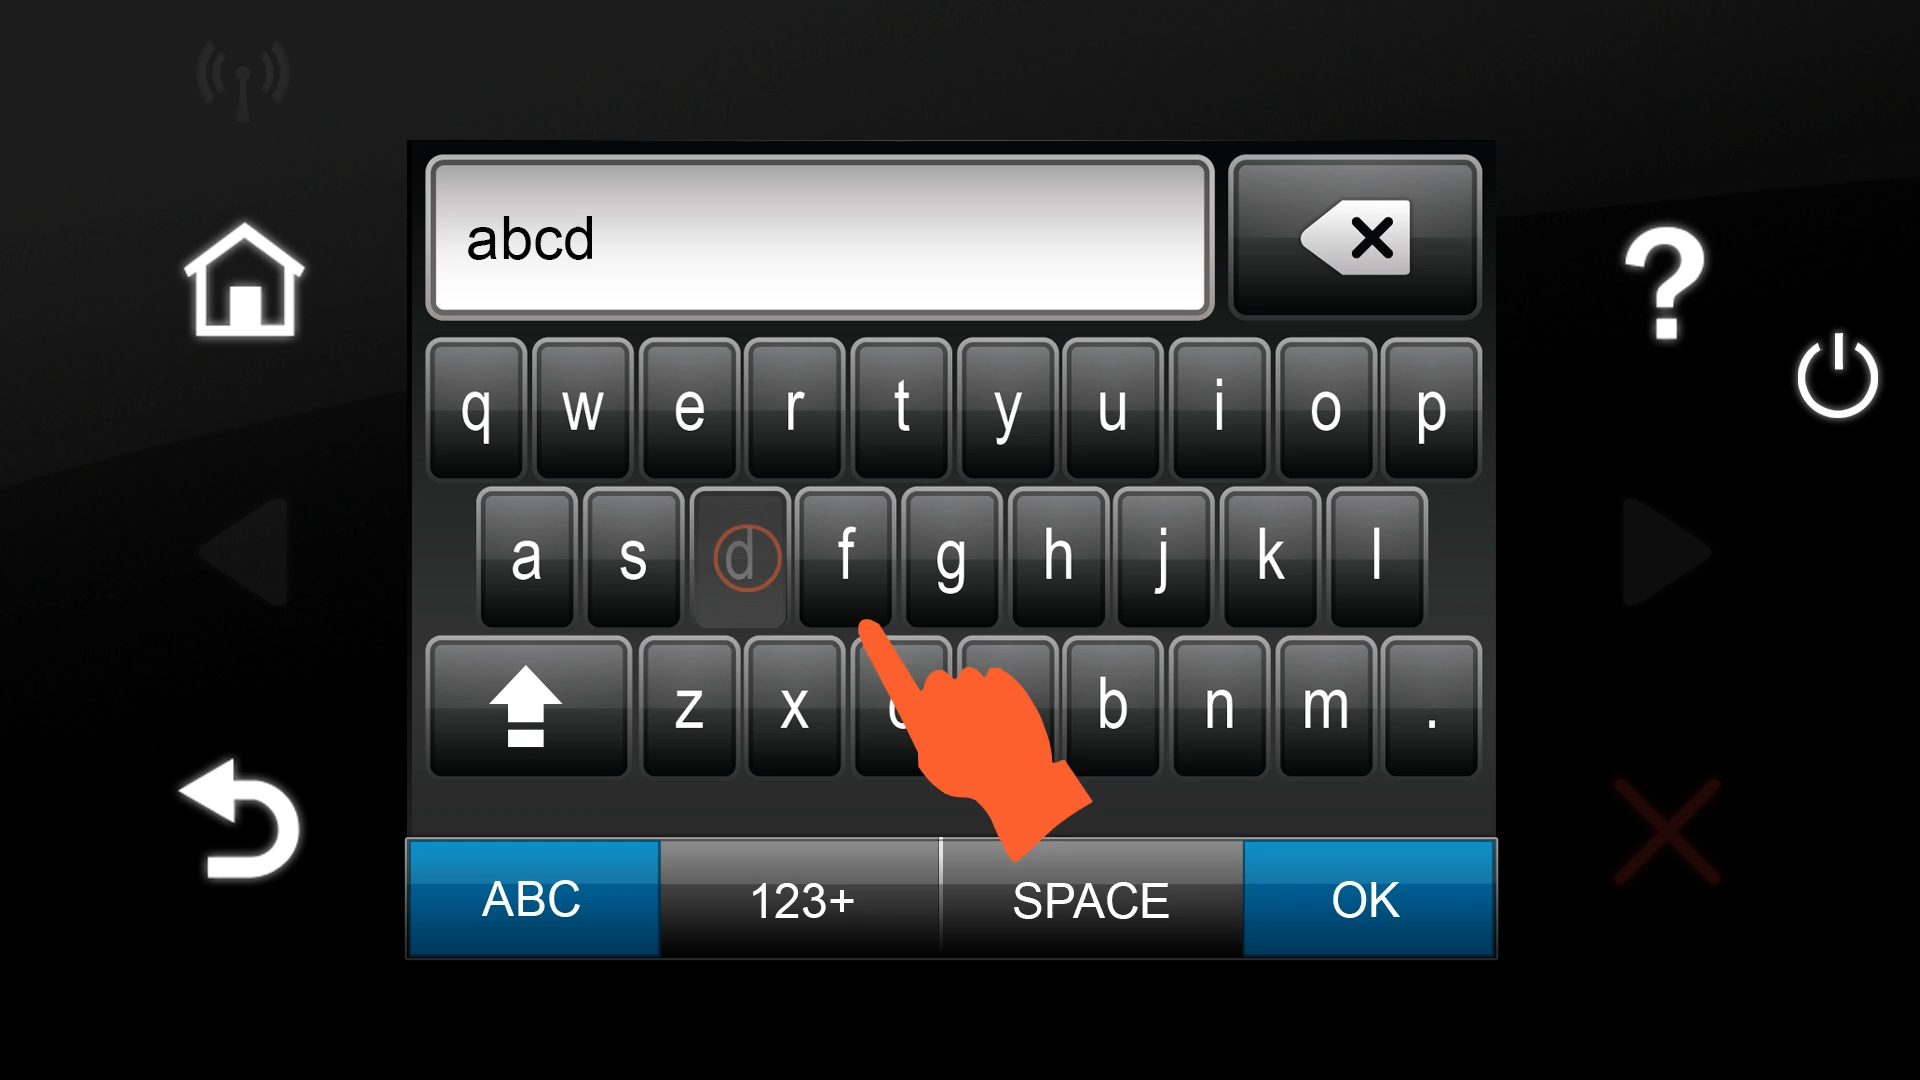 abcd
q w e r t y u i o p
a s d f g h j k l
z x b n m .
ABC 123+ SPACE OK